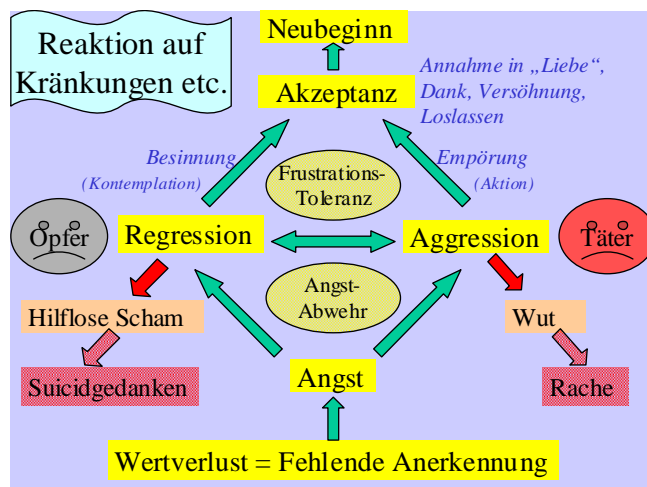 Reaktion auf
Kränkungen etc.
Neubeginn
Akzeptanz
Annahme in „Liebe“,
Dank, Versöhnung,
Loslassen
Besinnung
(Kontemplation)
Empörung
(Aktion)
Frustrations-
Toleranz
Opfer
Regression
Aggression
Täter
Angst-
Abwehr
Hilflose Scham
Wut
Suicidgedanken
Angst
Rache
Wertverlust = Fehlende Anerkennung